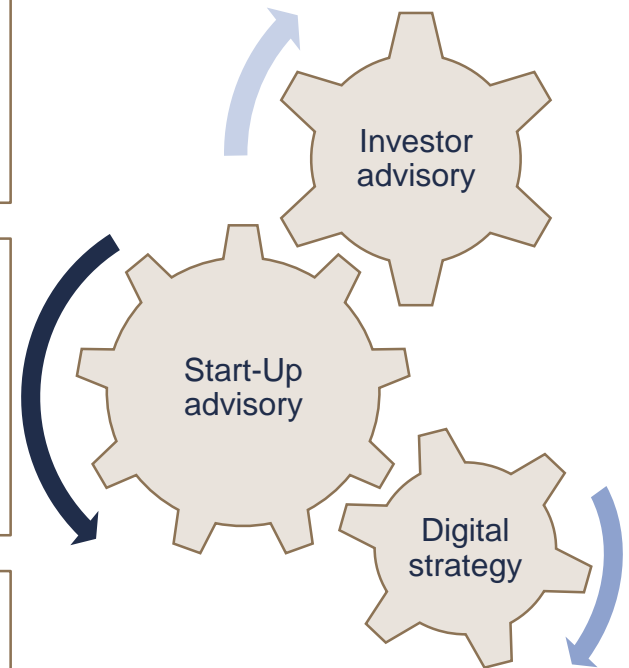 Investor
advisory
Start-Up
advisory
Digital
strategy